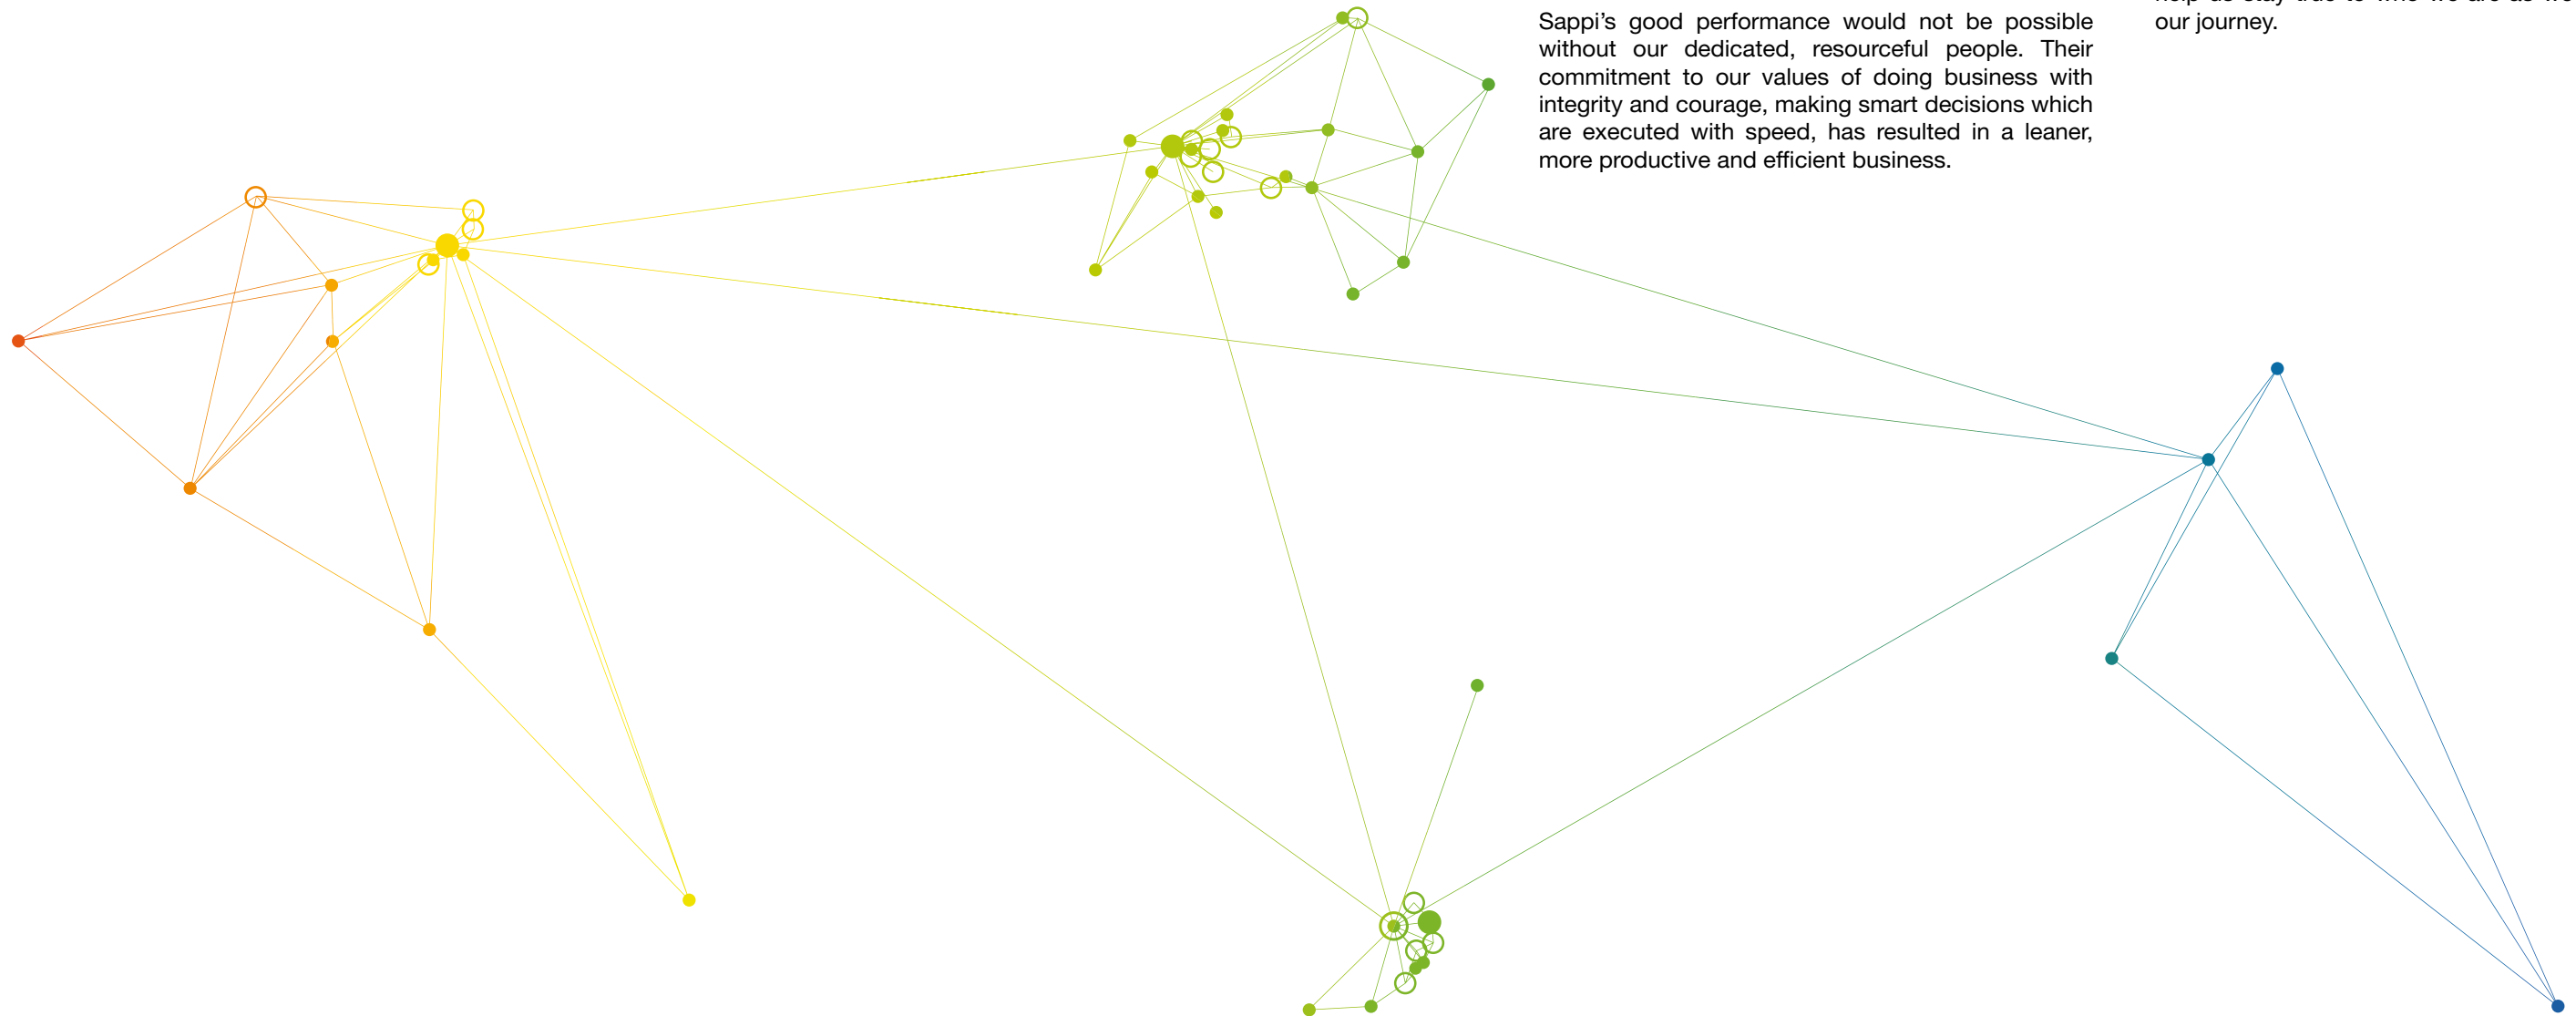 Sappi’s good performance would not be possible
without our dedicated, resourceful people. Their
commitment to our values of doing business with
integrity and courage, making smart decisions which
are executed with speed, has resulted in a leaner,
more productive and efficient business.
our journey.